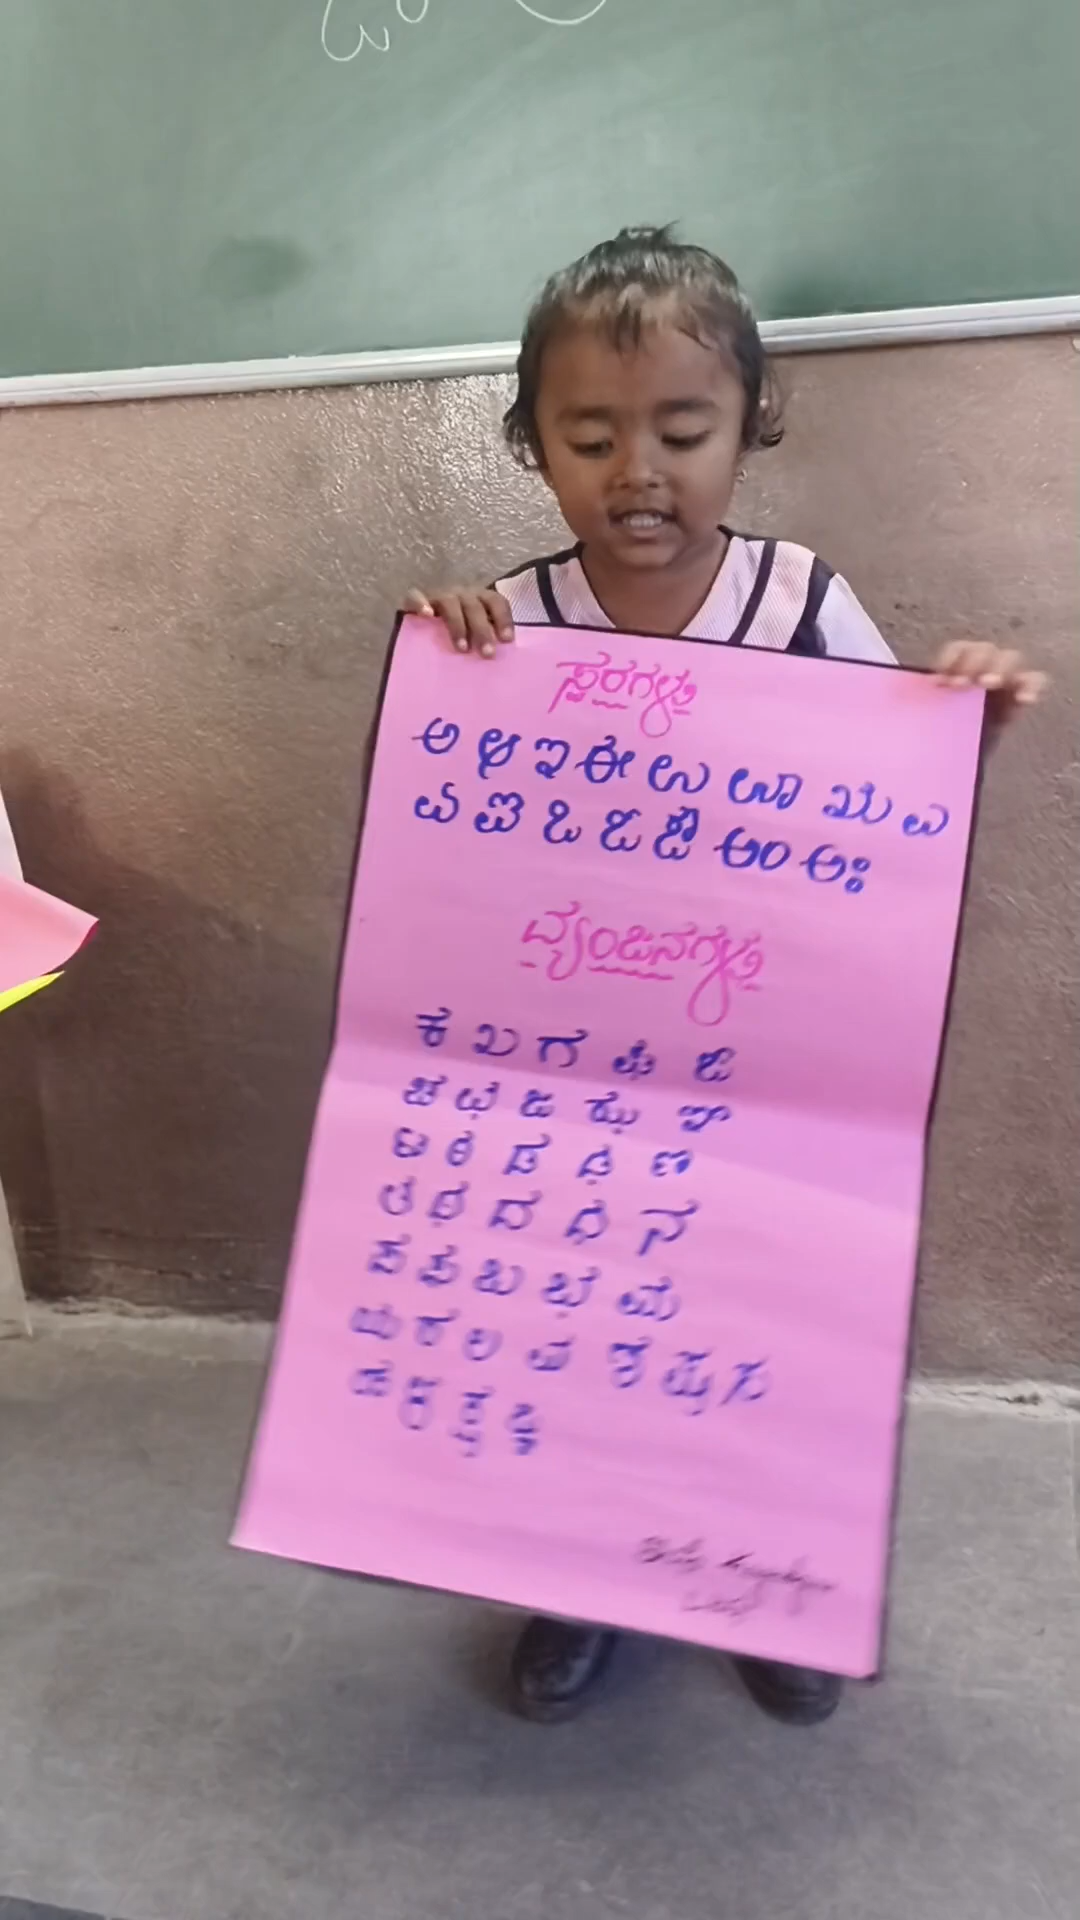 ಸ್ವರಗಳು
ಅ ಆ ಇ ಈ ಉ ಊ ಋ ಎ
ಏ ಐ ಒ ಓ ಔ ಅಂ ಅಃ
ವ್ಯಂಜನಗಳು
ಕ ಖ ಗ ಘ ಙ
ಚ ಛ ಜ ಝ ಞ
ಟ ಠ ಡ ಢ ಣ
ತ ಥ ದ ಧ ನ
ಪ ಫ ಬ ಭ ಮ
ಯ ರ ಲ ವ ಶ ಷ ಸ
ಹ ಳ ಕ್ಷ ಜ್ಞ